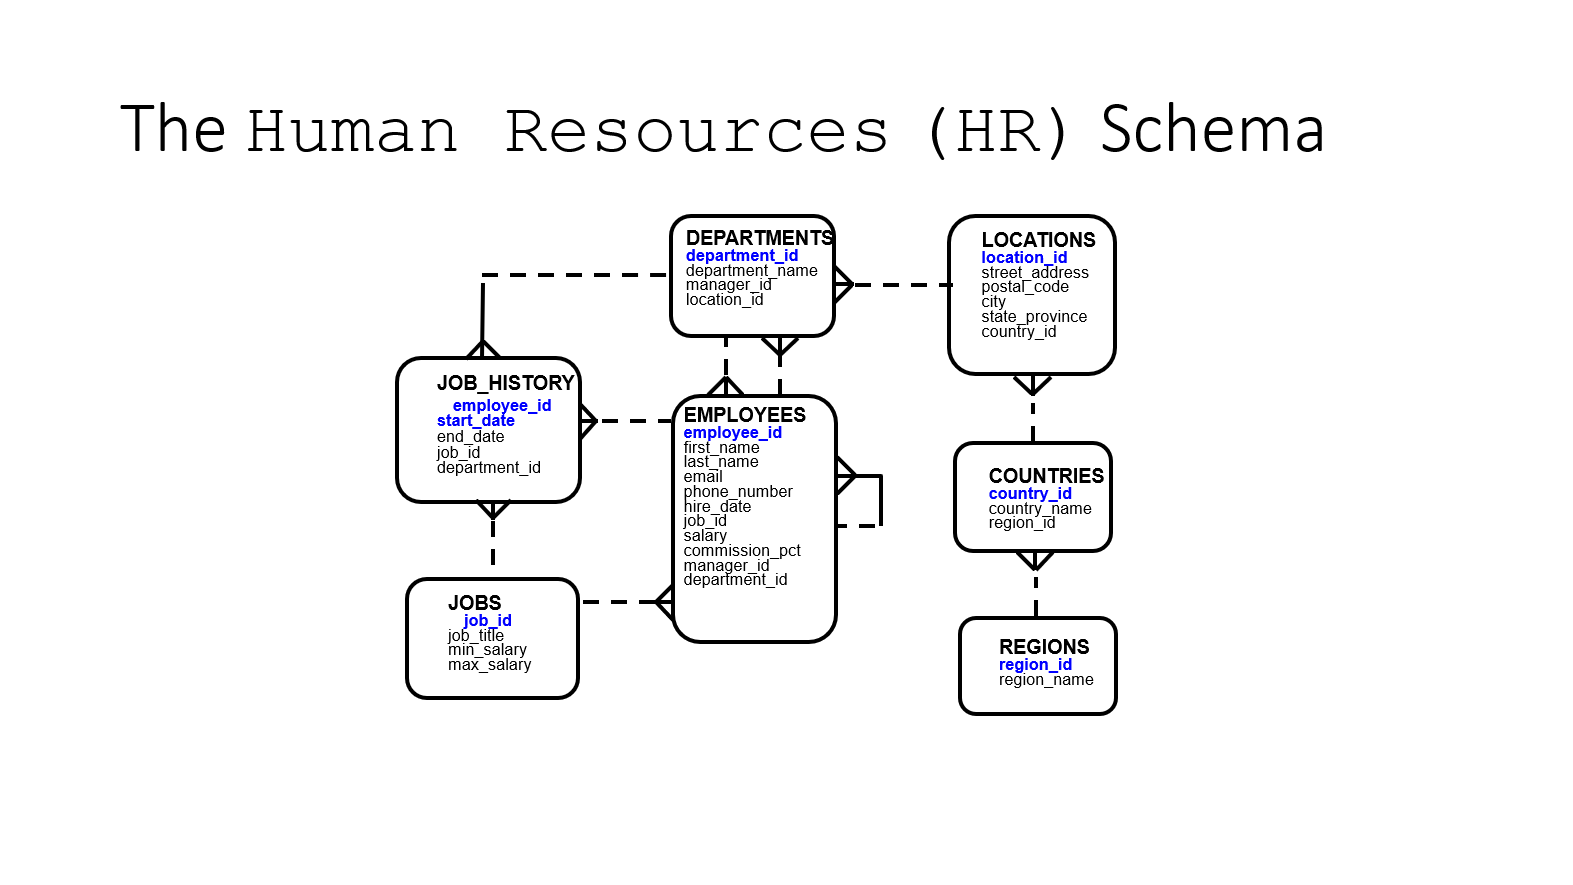 The Human Resources (HR) Schema
DEPARTMENTS
department_id
department_name
manager_id
location_id
LOCATIONS
location_id
street_address
postal_code
city
state_province
country_id
JOB_HISTORY
employee_id
start_date
end_date
job_id
department_id
EMPLOYEES
employee_id
first_name
last_name
email
phone_number
hire_date
job_id
salary
commission_pct
manager_id
department_id
COUNTRIES
country_id
country_name
region_id
JOBS
job_id
job_title
min_salary
max_salary
REGIONS
region_id
region_name